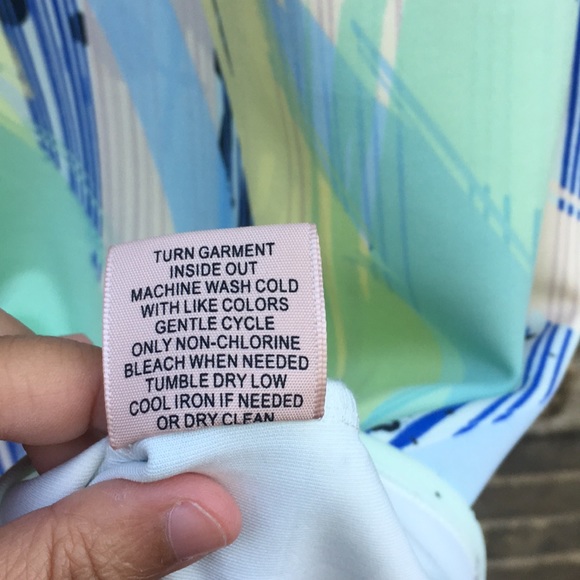 TURN GARMENT
INSIDE OUT
MACHINE WASH COLD
WITH LIKE COLORS
GENTLE CYCLE
ONLY NON-CHLORINE
BLEACH WHEN NEEDED
TUMBLE DRY LOW
COOL IRON IF NEEDED
OR DRY CLEAN